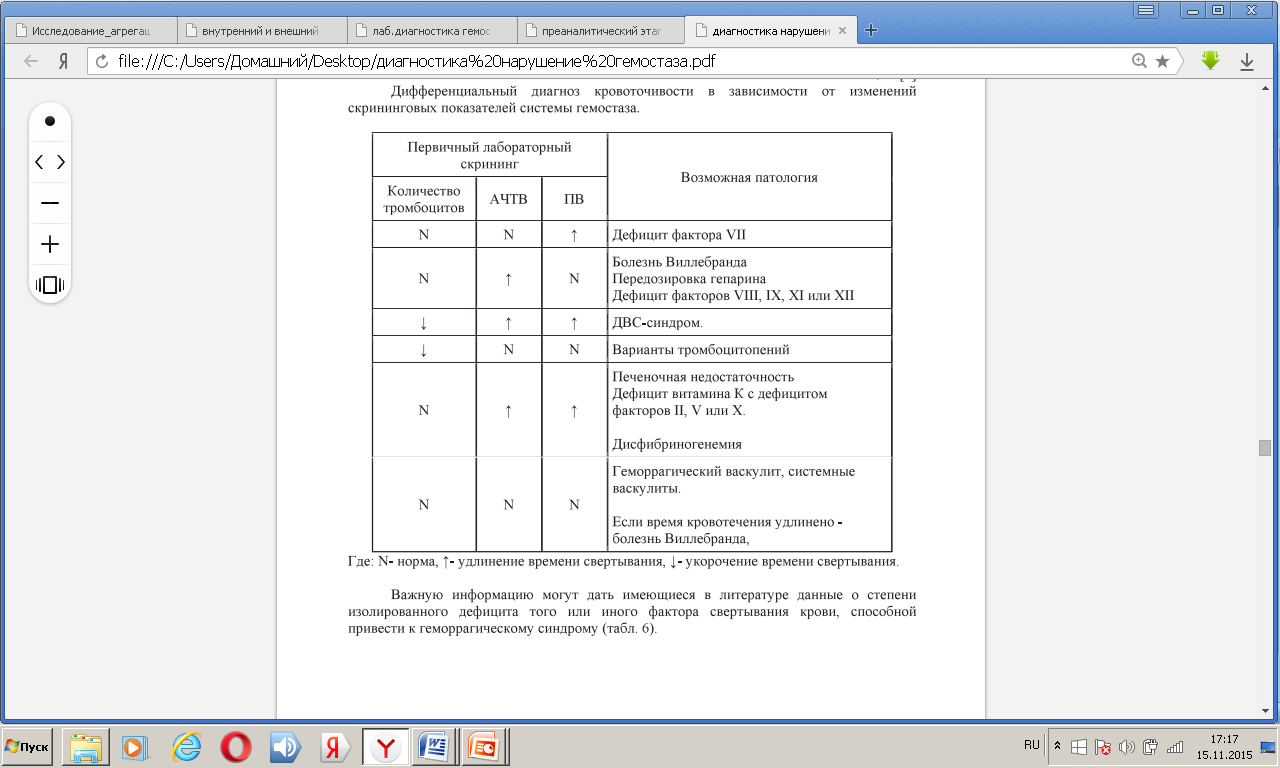 Исследование_агрегац
внутренний и внешний
лаб.диагностика гемос
преаналитический этап
диагностика нарушени
Я
file:///C:/Users/Домашний/Desktop/диагностика%20нарушение%20гемостаза.pdf
Дифференциальный диагноз кровоточивости в зависимости от изменений
скрининговых показателей системы гемостаза.
Первичный лабораторный
скрининг
Возможная патология
Количество
тромбоцитов
АЧТВ
ПВ
N N ↑ Дефицит фактора VII
N ↑ N Болезнь Виллебранда
Передозировка гепарина
Дефицит факторов VIII, IX, XI или XII
↓ ↑ ↑ ДВС-синдром.
↓ N N Варианты тромбоцитопений
N ↑ ↑ Печеночная недостаточность
Дефицит витамина К с дефицитом
факторов II, V или X.
Дисфибриногенемия
N N N Геморрагический васкулит, системные
васкулиты.
Если время кровотечения удлинено -
болезнь Виллебранда,
Где: N- норма, ↑- удлинение времени свертывания, ↓- укорочение времени свертывания.
Важную информацию могут дать имеющиеся в литературе данные о степени
изолированного дефицита того или иного фактора свертывания крови, способной
привести к геморрагическому синдрому (табл. 6).
Пуск
Я
Y
RU
17:17
15.11.2015